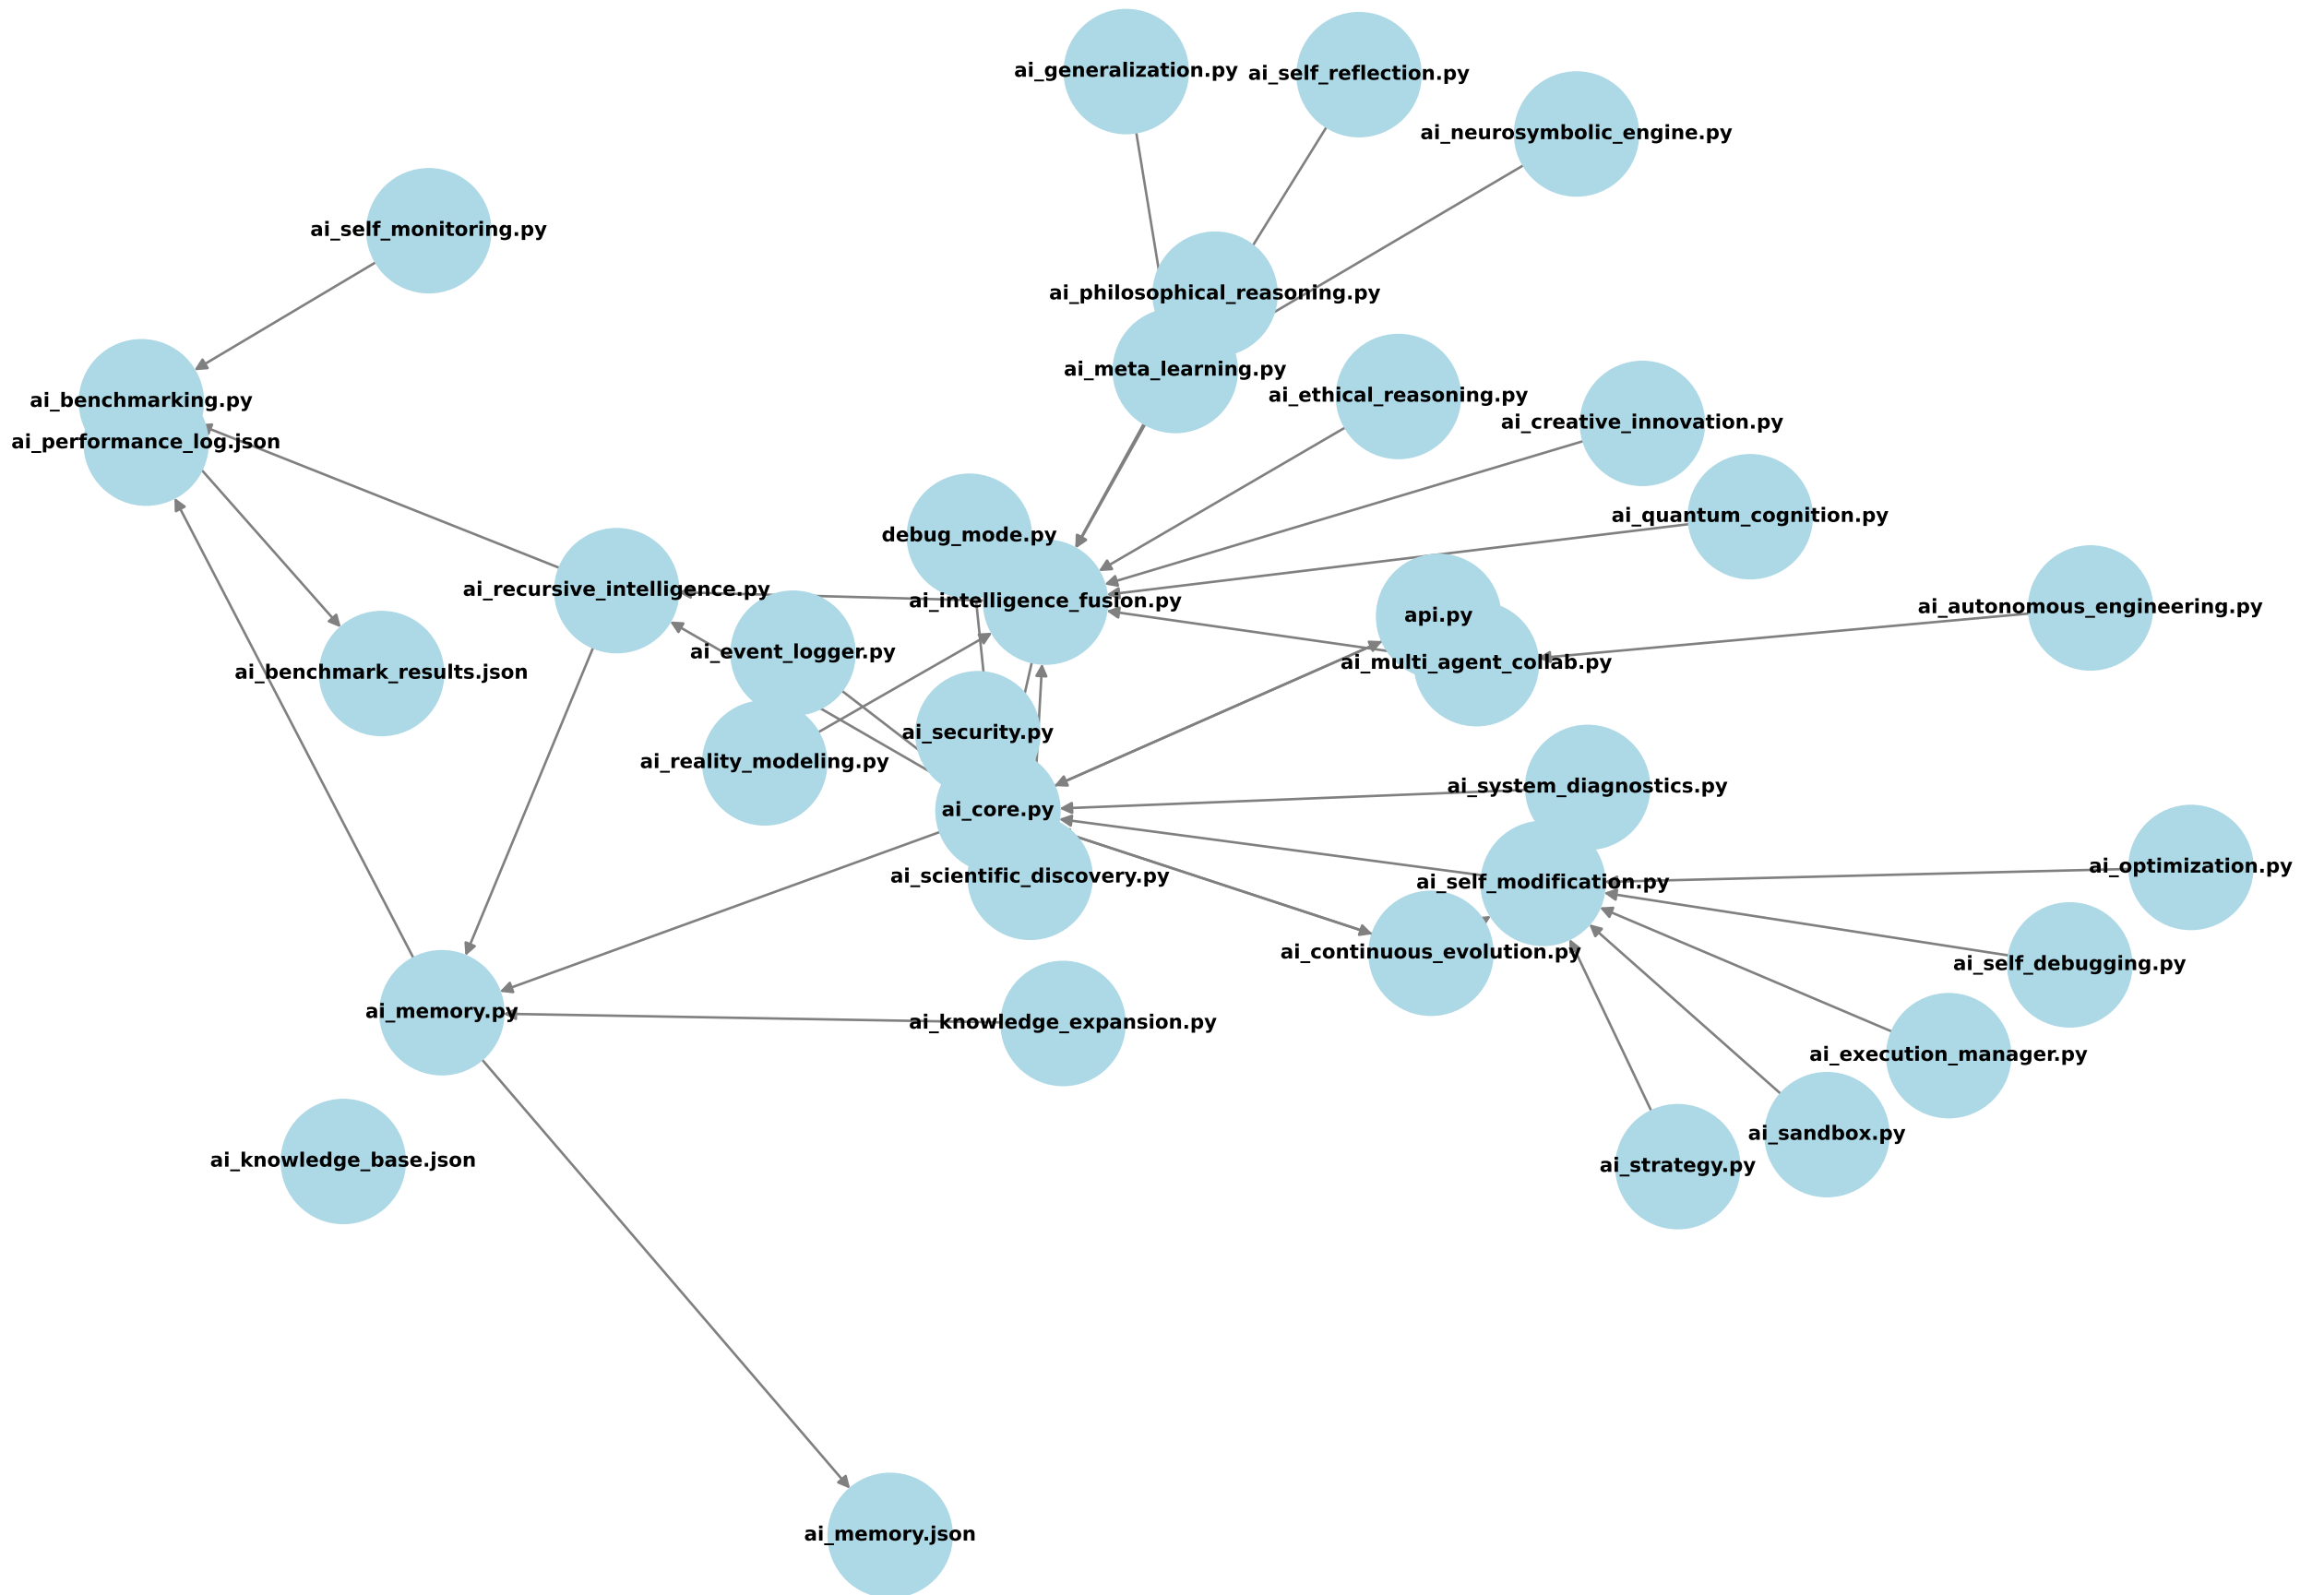 ai_generalization.py
ai_self_reflection.py
ai_neurosymbolic_engine.py
ai_self_monitoring.py
ai_philosophical_reasoning.py
ai_meta_learning.py
ai_ethical_reasoning.py
ai_benchmarking.py
ai_creative_innovation.py
ai_performance_log.json
ai_quantum_cognition.py
debug_mode.py
ai_recursive_intelligence.py
ai_intelligence_fusion.py
ai_autonomous_engineering.py
api.py
ai_event_logger.py
ai_multi_agent_collab.py
ai_benchmark_results.json
ai_security.py
ai_reality_modeling.py
ai_system_diagnostics.py
ai_core.py
ai_optimization.py
ai_scientific_discovery.py
ai_self_modification.py
ai_continuous_evolution.py
ai_self_debugging.py
ai_memory.py
ai_knowledge_expansion.py
ai_execution_manager.py
ai_sandbox.py
ai_knowledge_base.json
ai_strategy.py
ai_memory.json